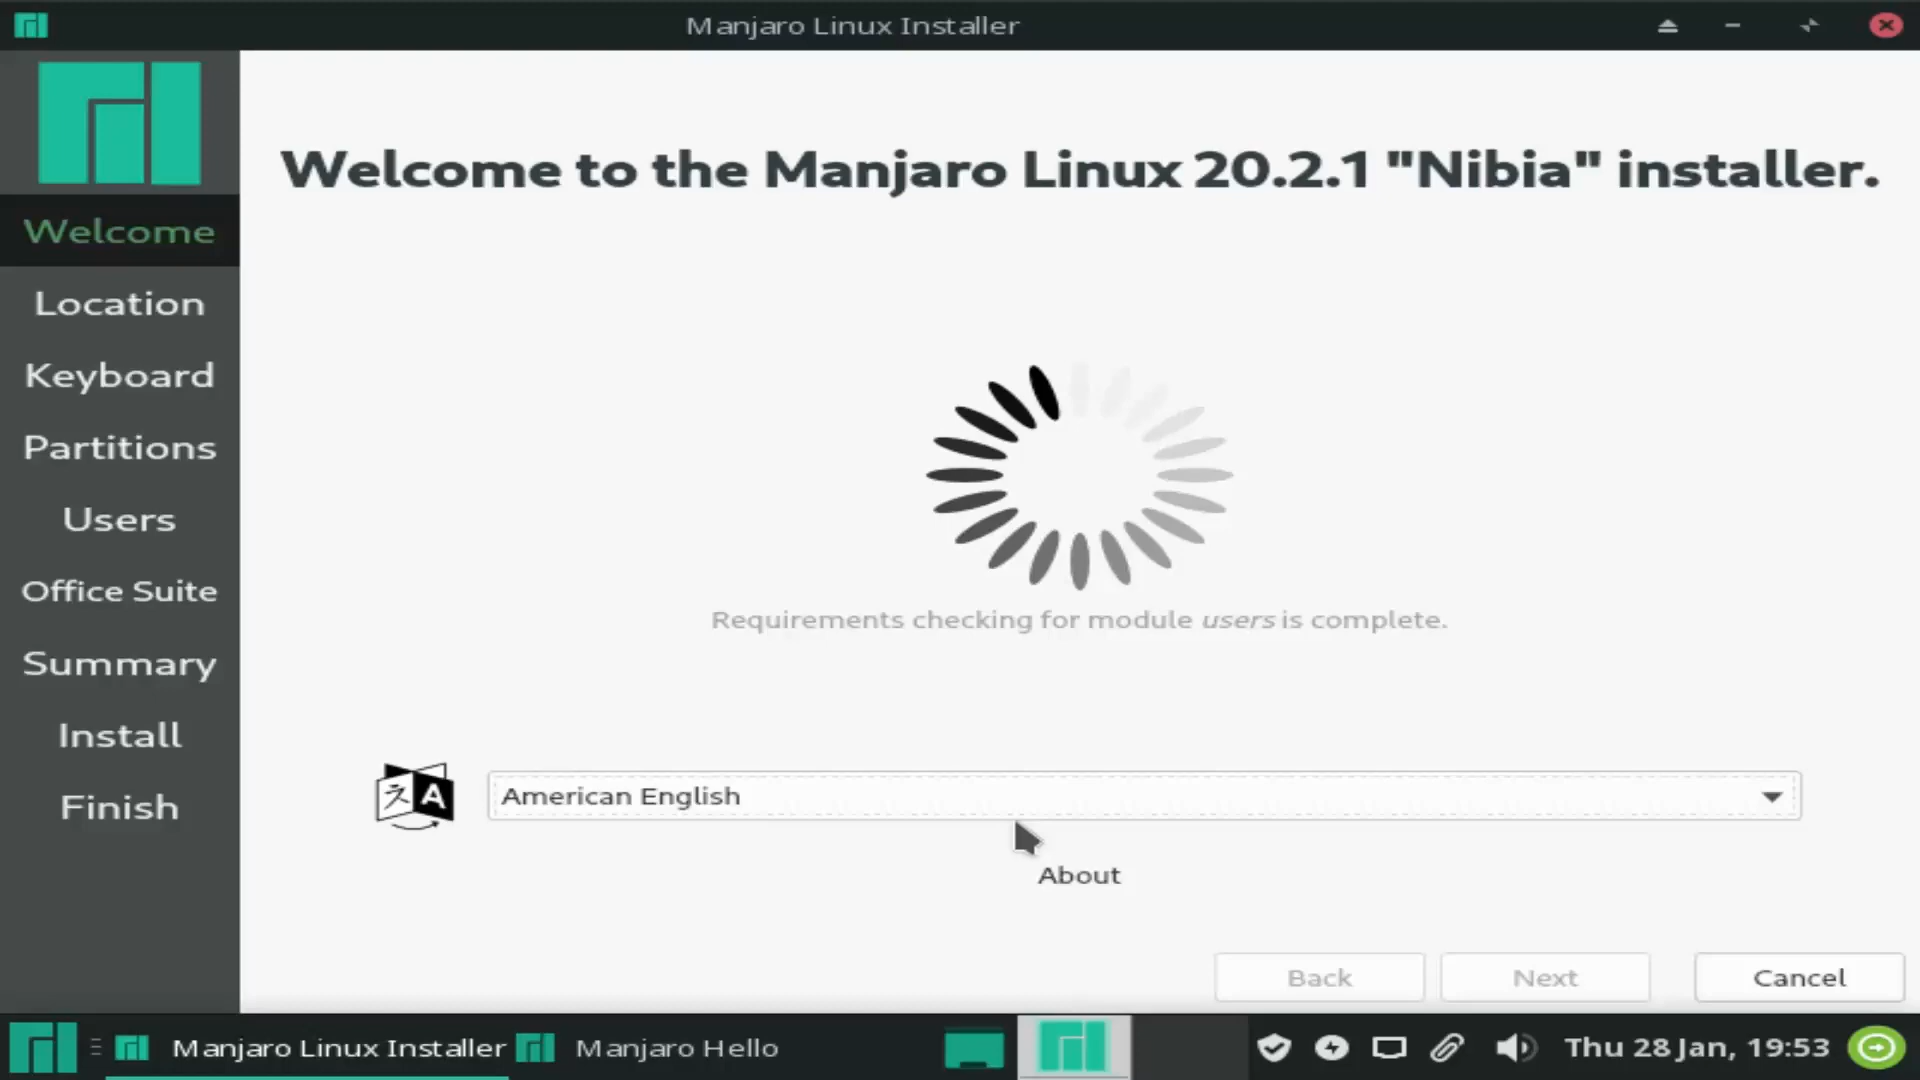 Manjaro Linux Installer
Welcome to the Manjaro Linux 20.2.1 "Nibia" installer.
Welcome
Location
Keyboard
Partitions
Users
Office Suite
Summary
Install
Finish
Requirements checking for module users is complete.
American English
About
Back
Next
Cancel
Manjaro Linux Installer
Manjaro Hello
Thu 28 Jan, 19:53